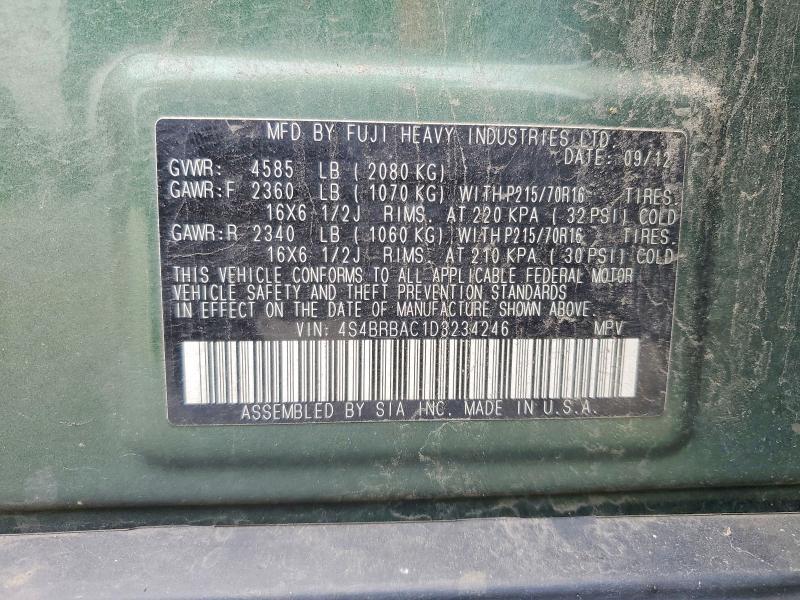 MFD BY FUJI HEAVY INDUSTRIES LTD.
DATE: 09/12
GVWR: 4585 LB ( 2080 KG)
GAWR:F 2360 LB ( 1070 KG) WITHP215/70R16 TIRES.
16X6 1/2J RIMS. AT 220 KPA ( 32 PSI) COLD
GAWR:R 2340 LB ( 1060 KG) WITHP215/70R16 TIRES.
16X6 1/2J RIMS. AT 210 KPA ( 30 PSI) COLD
THIS VEHICLE CONFORMS TO ALL APPLICABLE FEDERAL MOTOR
VEHICLE SAFETY AND THEFT PREVENTION STANDARDS
IN EFFECT ON THE DATE OF MANUFACTURE SHOWN ABOVE.
VIN: 4S4BRBAC1D3234246 MPV
ASSEMBLED BY SIA INC. MADE IN U.S.A.